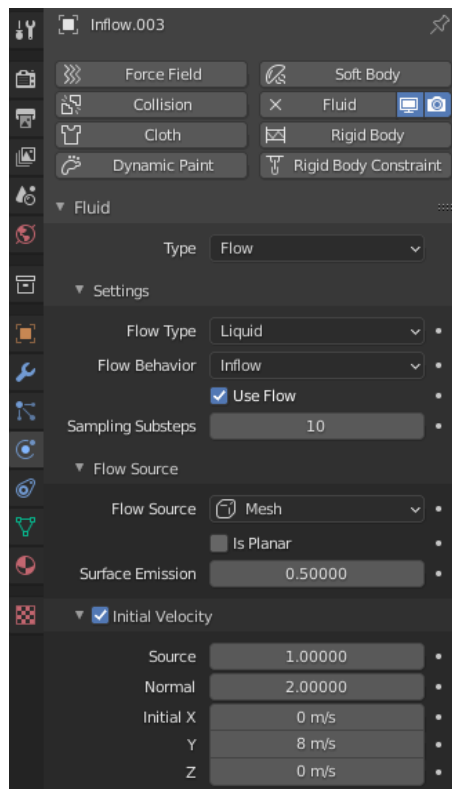 Inflow.003
Force Field Soft Body
Collision Fluid
Cloth Rigid Body
Dynamic Paint Rigid Body Constraint
Fluid
Type Flow
Settings
Flow Type Liquid
Flow Behavior Inflow
Use Flow
Sampling Substeps 10
Flow Source
Flow Source Mesh
Is Planar
Surface Emission 0.50000
Initial Velocity
Source 1.00000
Normal 2.00000
Initial X 0 m/s
Y 8 m/s
Z 0 m/s